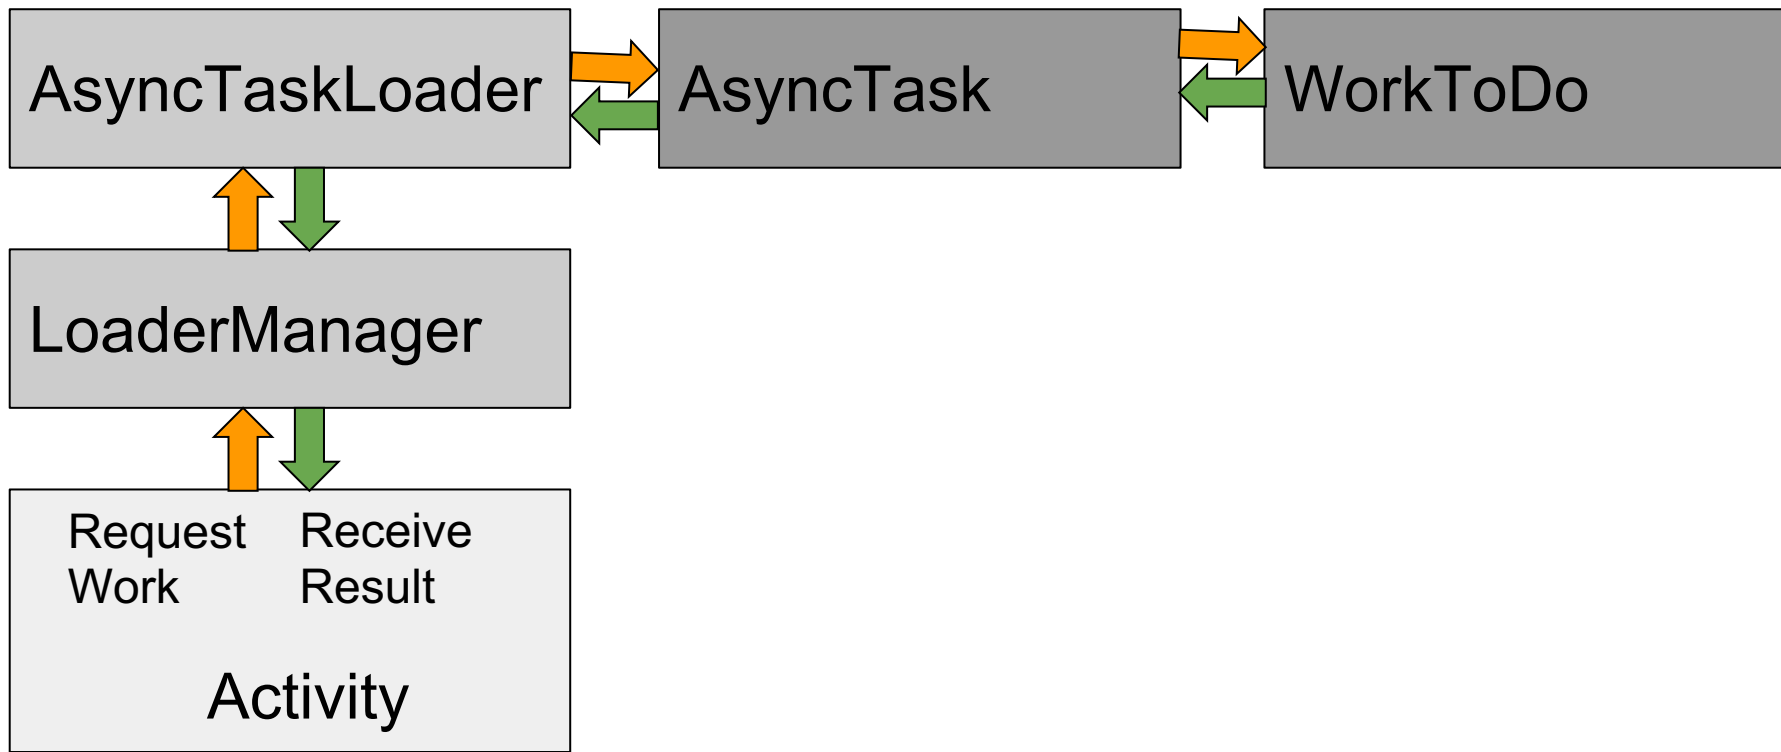 AsyncTaskLoader
AsyncTask
WorkToDo
LoaderManager
Request
Work
Receive
Result
Activity